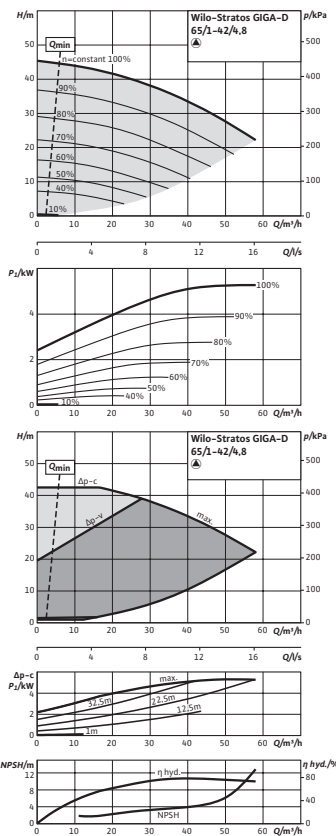 H/m
Wilo-Stratos GIGA-D
65/1-42/4,8
p/kPa
Qmin
n=constant 100%
90%
80%
70%
60%
50%
40%
10%
50
40
30
20
10
0
500
400
300
200
100
0
0 10 20 30 40 50 60 Q/m³/h
0 4 8 12 16 Q/l/s
P1/kW
4
2
0
100%
90%
80%
70%
60%
50%
40%
10%
0 10 20 30 40 50 60 Q/m³/h
H/m
Wilo-Stratos GIGA-D
65/1-42/4,8
p/kPa
Qmin
Δp-c
Δp-v
max.
50
40
30
20
10
0
500
400
300
200
100
0
0 10 20 30 40 50 60 Q/m³/h
0 4 8 12 16 Q/l/s
Δp-c
P1/kW
4
2
0
max.
32,5m
22,5m
12,5m
1m
0 10 20 30 40 50 60 Q/m³/h
NPSH/m
η hyd./%
12
8
4
0
80
40
0
η hyd.
NPSH
0 10 20 30 40 50 60 Q/m³/h